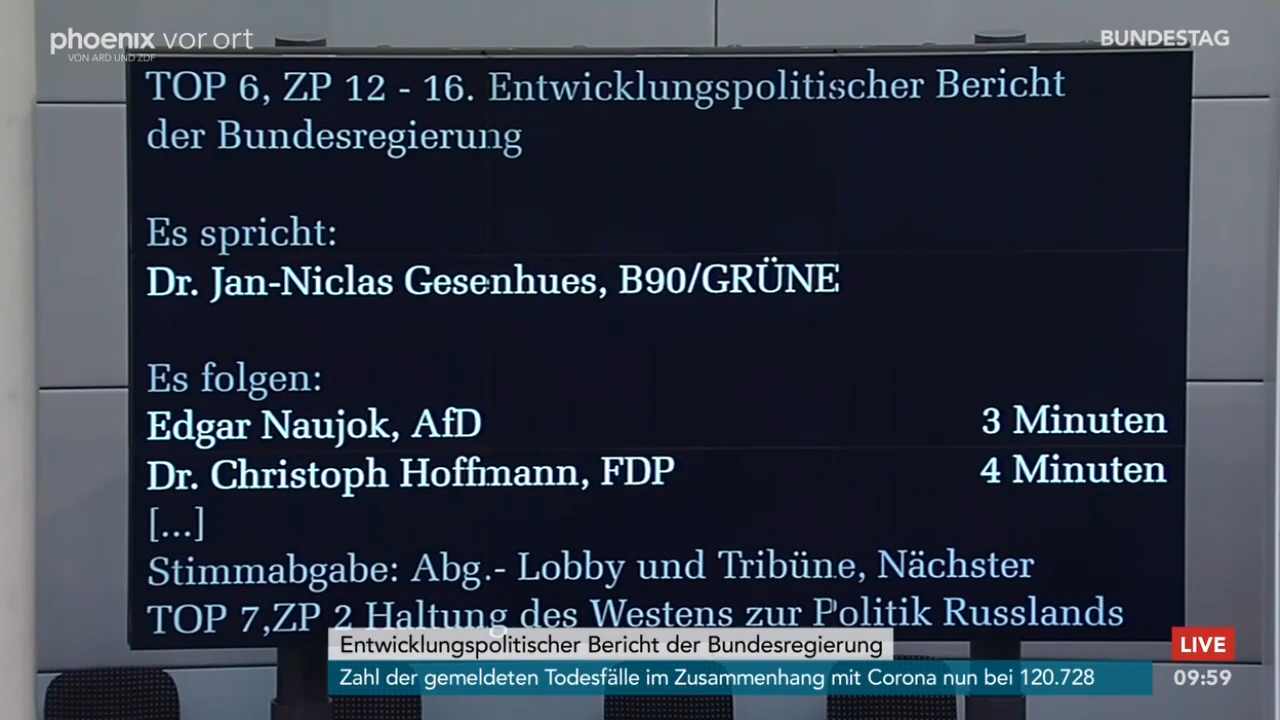 phoenix vor ort
VON ARD UND ZDF
BUNDESTAG
TOP 6, ZP 12 - 16. Entwicklungspolitischer Bericht
der Bundesregierung
Es spricht:
Dr. Jan-Niclas Gesenhues, B90/GRÜNE
Es folgen:
Edgar Naujok, AfD 3 Minuten
Dr. Christoph Hoffmann, FDP 4 Minuten
[...]
Stimmabgabe: Abg.- Lobby und Tribüne, Nächster
TOP 7,ZP 2 Haltung des Westens zur Politik Russlands
Entwicklungspolitischer Bericht der Bundesregierung
LIVE
Zahl der gemeldeten Todesfälle im Zusammenhang mit Corona nun bei 120.728
09:59